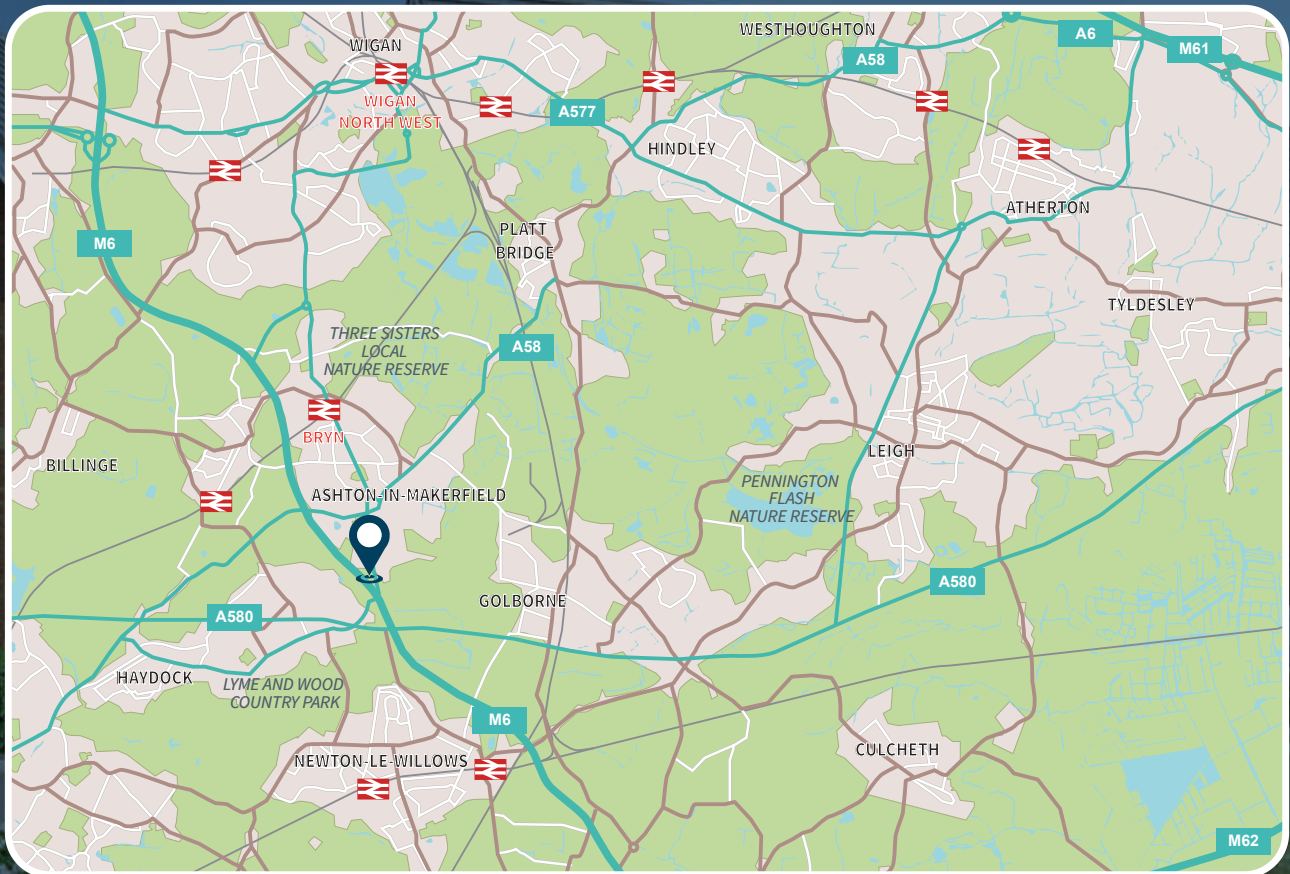 WESTHOUGHTON
A6
WIGAN
M61
A58
WIGAN
NORTH WEST
A577
HINDLEY
ATHERTON
PLATT
BRIDGE
M6
TYLDESLEY
THREE SISTERS
LOCAL
NATURE RESERVE
A58
BRYN
LEIGH
BILLINGE
PENNINGTON
FLASH
NATURE RESERVE
ASHTON-IN-MAKERFIELD
A580
GOLBORNE
A580
HAYDOCK
LYME AND WOOD
COUNTRY PARK
M6
CULCHETH
NEWTON-LE-WILLOWS
M62